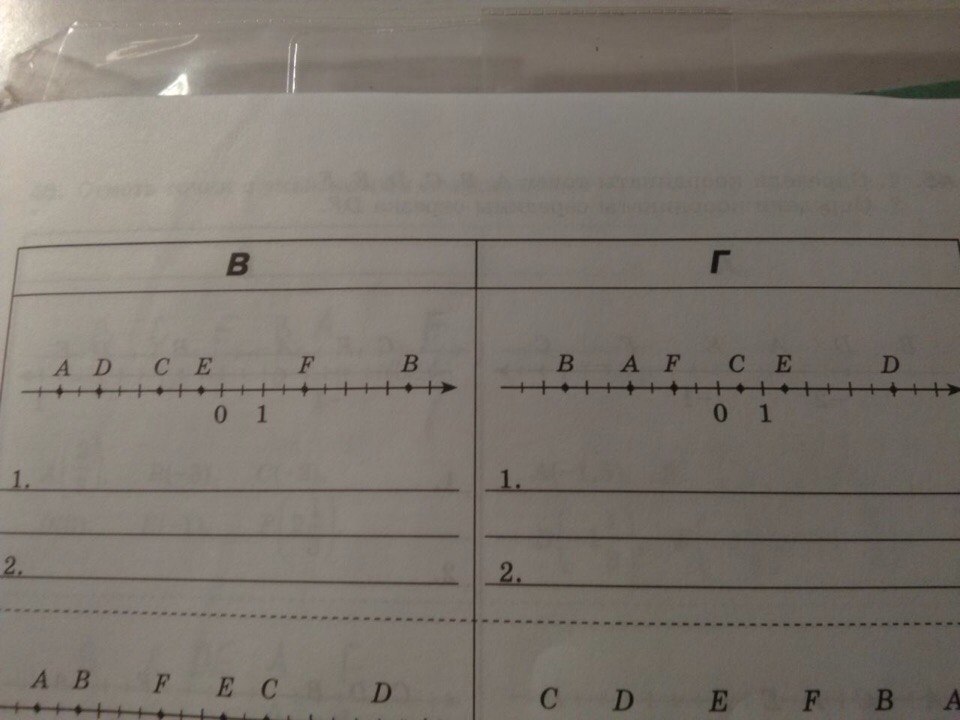 В Г
A D C E F B
0 1
B A F C E D
0 1
1. 1.
2. 2.
A B F E C D
C D E F B A